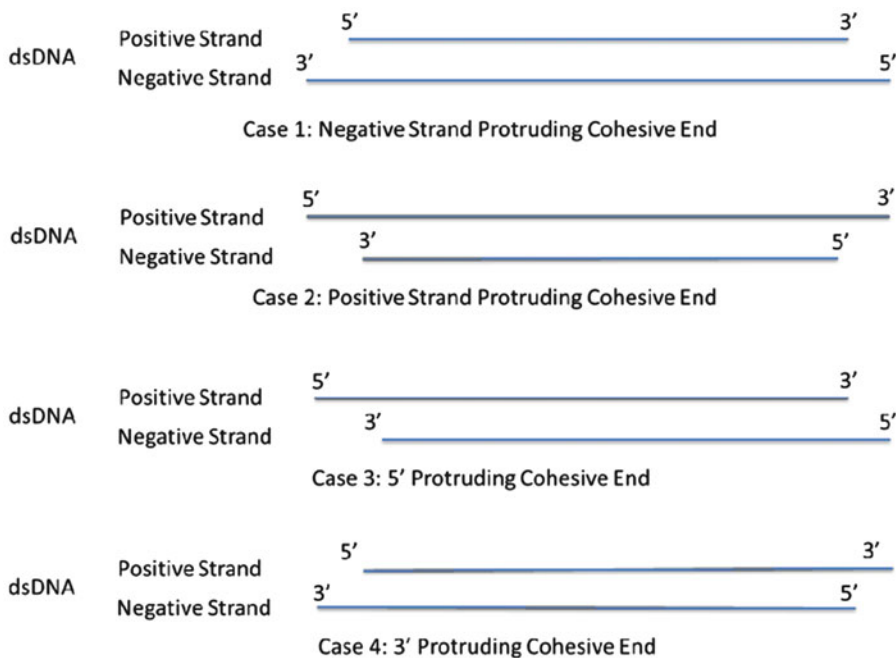 5’ 3’
Positive Strand
dsDNA
3’ 5’
Negative Strand
Case 1: Negative Strand Protruding Cohesive End
5’ 3’
Positive Strand
dsDNA
3’ 5’
Negative Strand
Case 2: Positive Strand Protruding Cohesive End
5’ 3’
Positive Strand
dsDNA
3’ 5’
Negative Strand
Case 3: 5’ Protruding Cohesive End
5’ 3’
Positive Strand
dsDNA
3’ 5’
Negative Strand
Case 4: 3’ Protruding Cohesive End